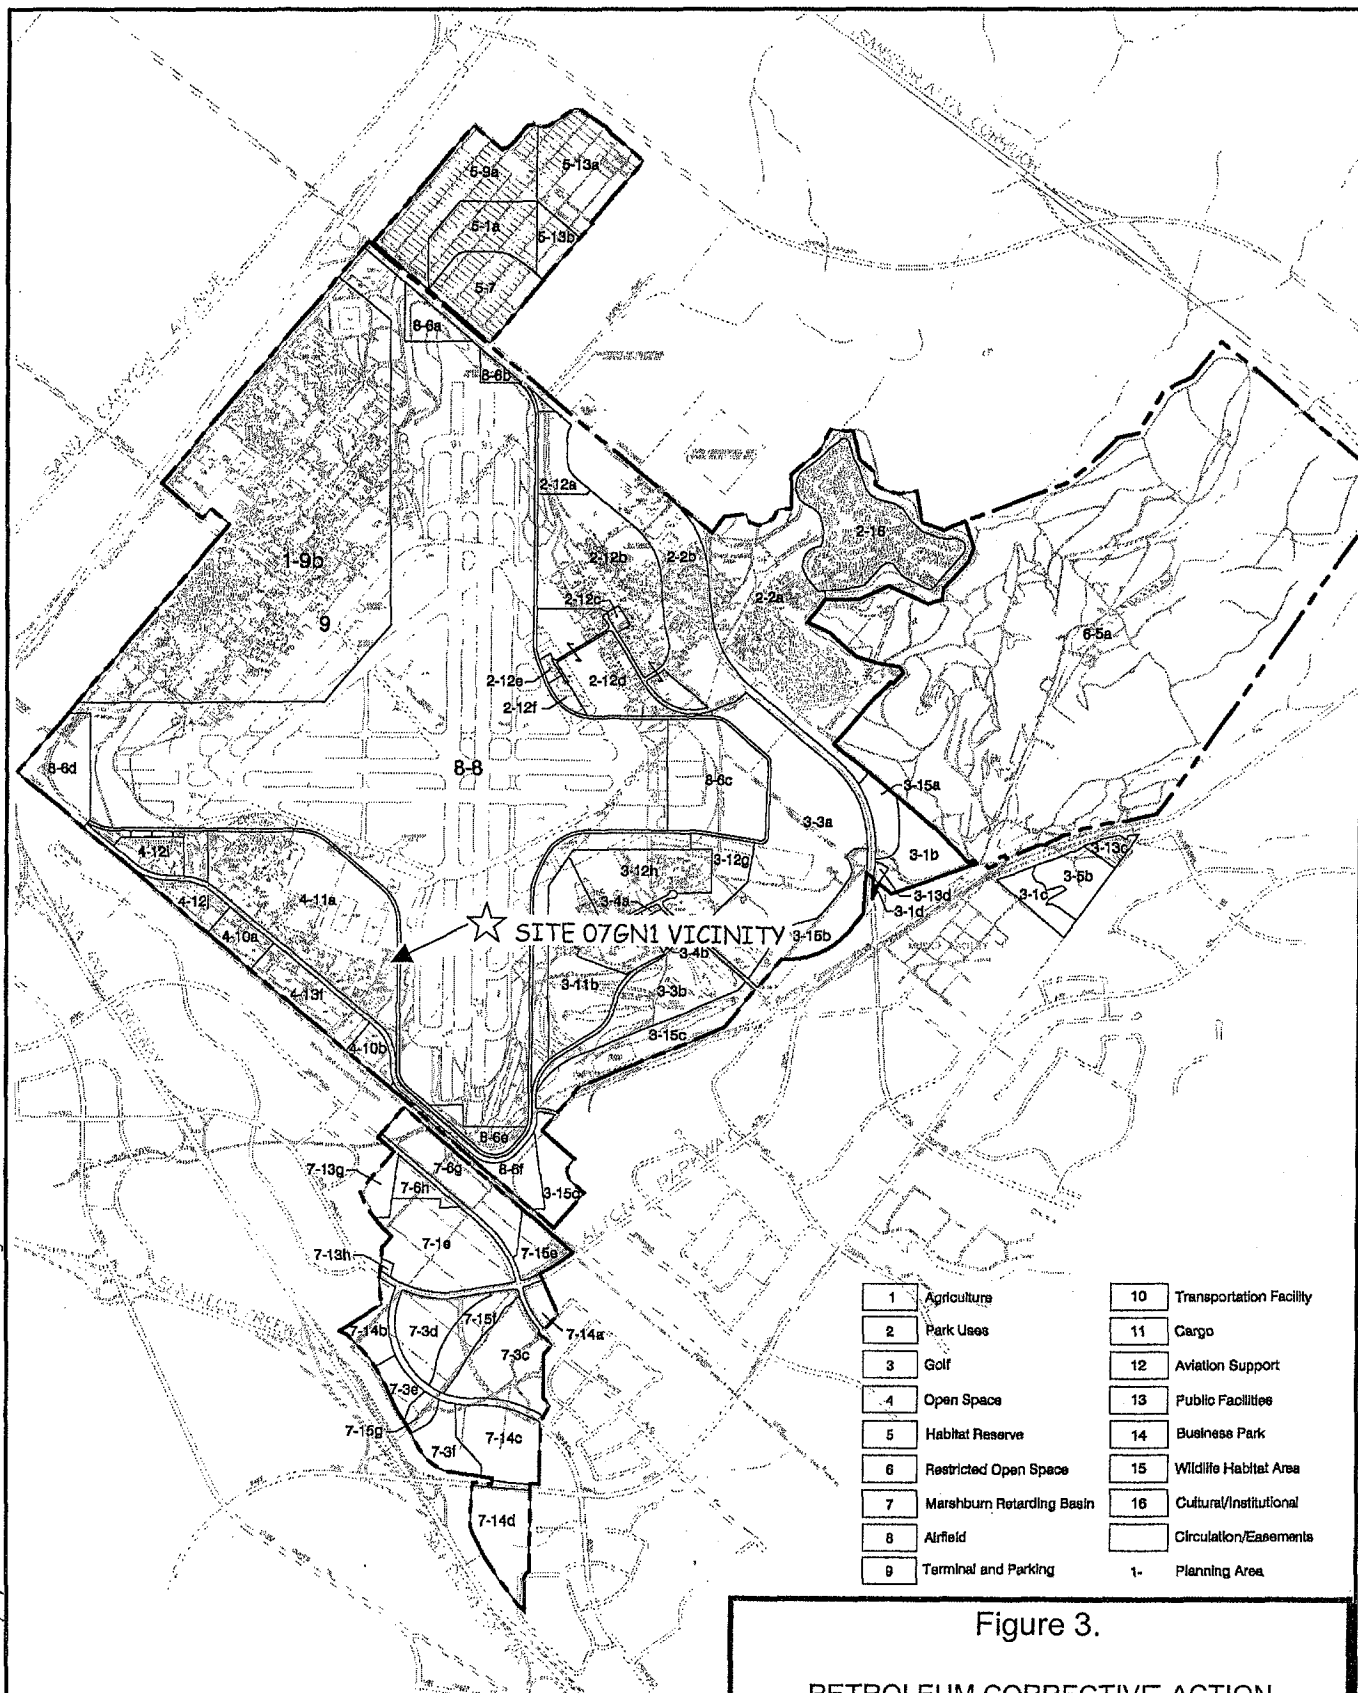 5-9a
5-13a
5-1a
5-13b
5-7
8-6a
8-6b
SAND CANYON AVENUE
2-12a
2-12b
2-2b
2-16
1-9b
9
2-12c
2-2a
6-5a
2-12e
2-12d
2-12f
8-6d
8-8
8-6c
3-15a
3-3a
4-12i
3-12g
3-1b
3-13c
3-12h
3-5b
4-12j
4-11a
3-4a
3-13d
3-1c
3-1d
4-10a
SITE 07GN1 VICINITY
3-15b
3-4b
3-11b
4-13f
3-3b
3-15c
4-10b
8-6e
7-13g
7-6g
8-6f
7-6h
3-15d
PARKWAY
7-1e
7-13h
7-15e
7-14b
7-3d
7-15f
7-14a
7-3c
7-3e
7-15g
7-14c
7-3f
7-14d
1 Agriculture
2 Park Uses
3 Golf
4 Open Space
5 Habitat Reserve
6 Restricted Open Space
7 Marshburn Retarding Basin
8 Airfield
9 Terminal and Parking
10 Transportation Facility
11 Cargo
12 Aviation Support
13 Public Facilities
14 Business Park
15 Wildlife Habitat Area
16 Cultural/Institutional
Circulation/Easements
1- Planning Area
Figure 3.
PETROLEUM CORRECTIVE ACTION